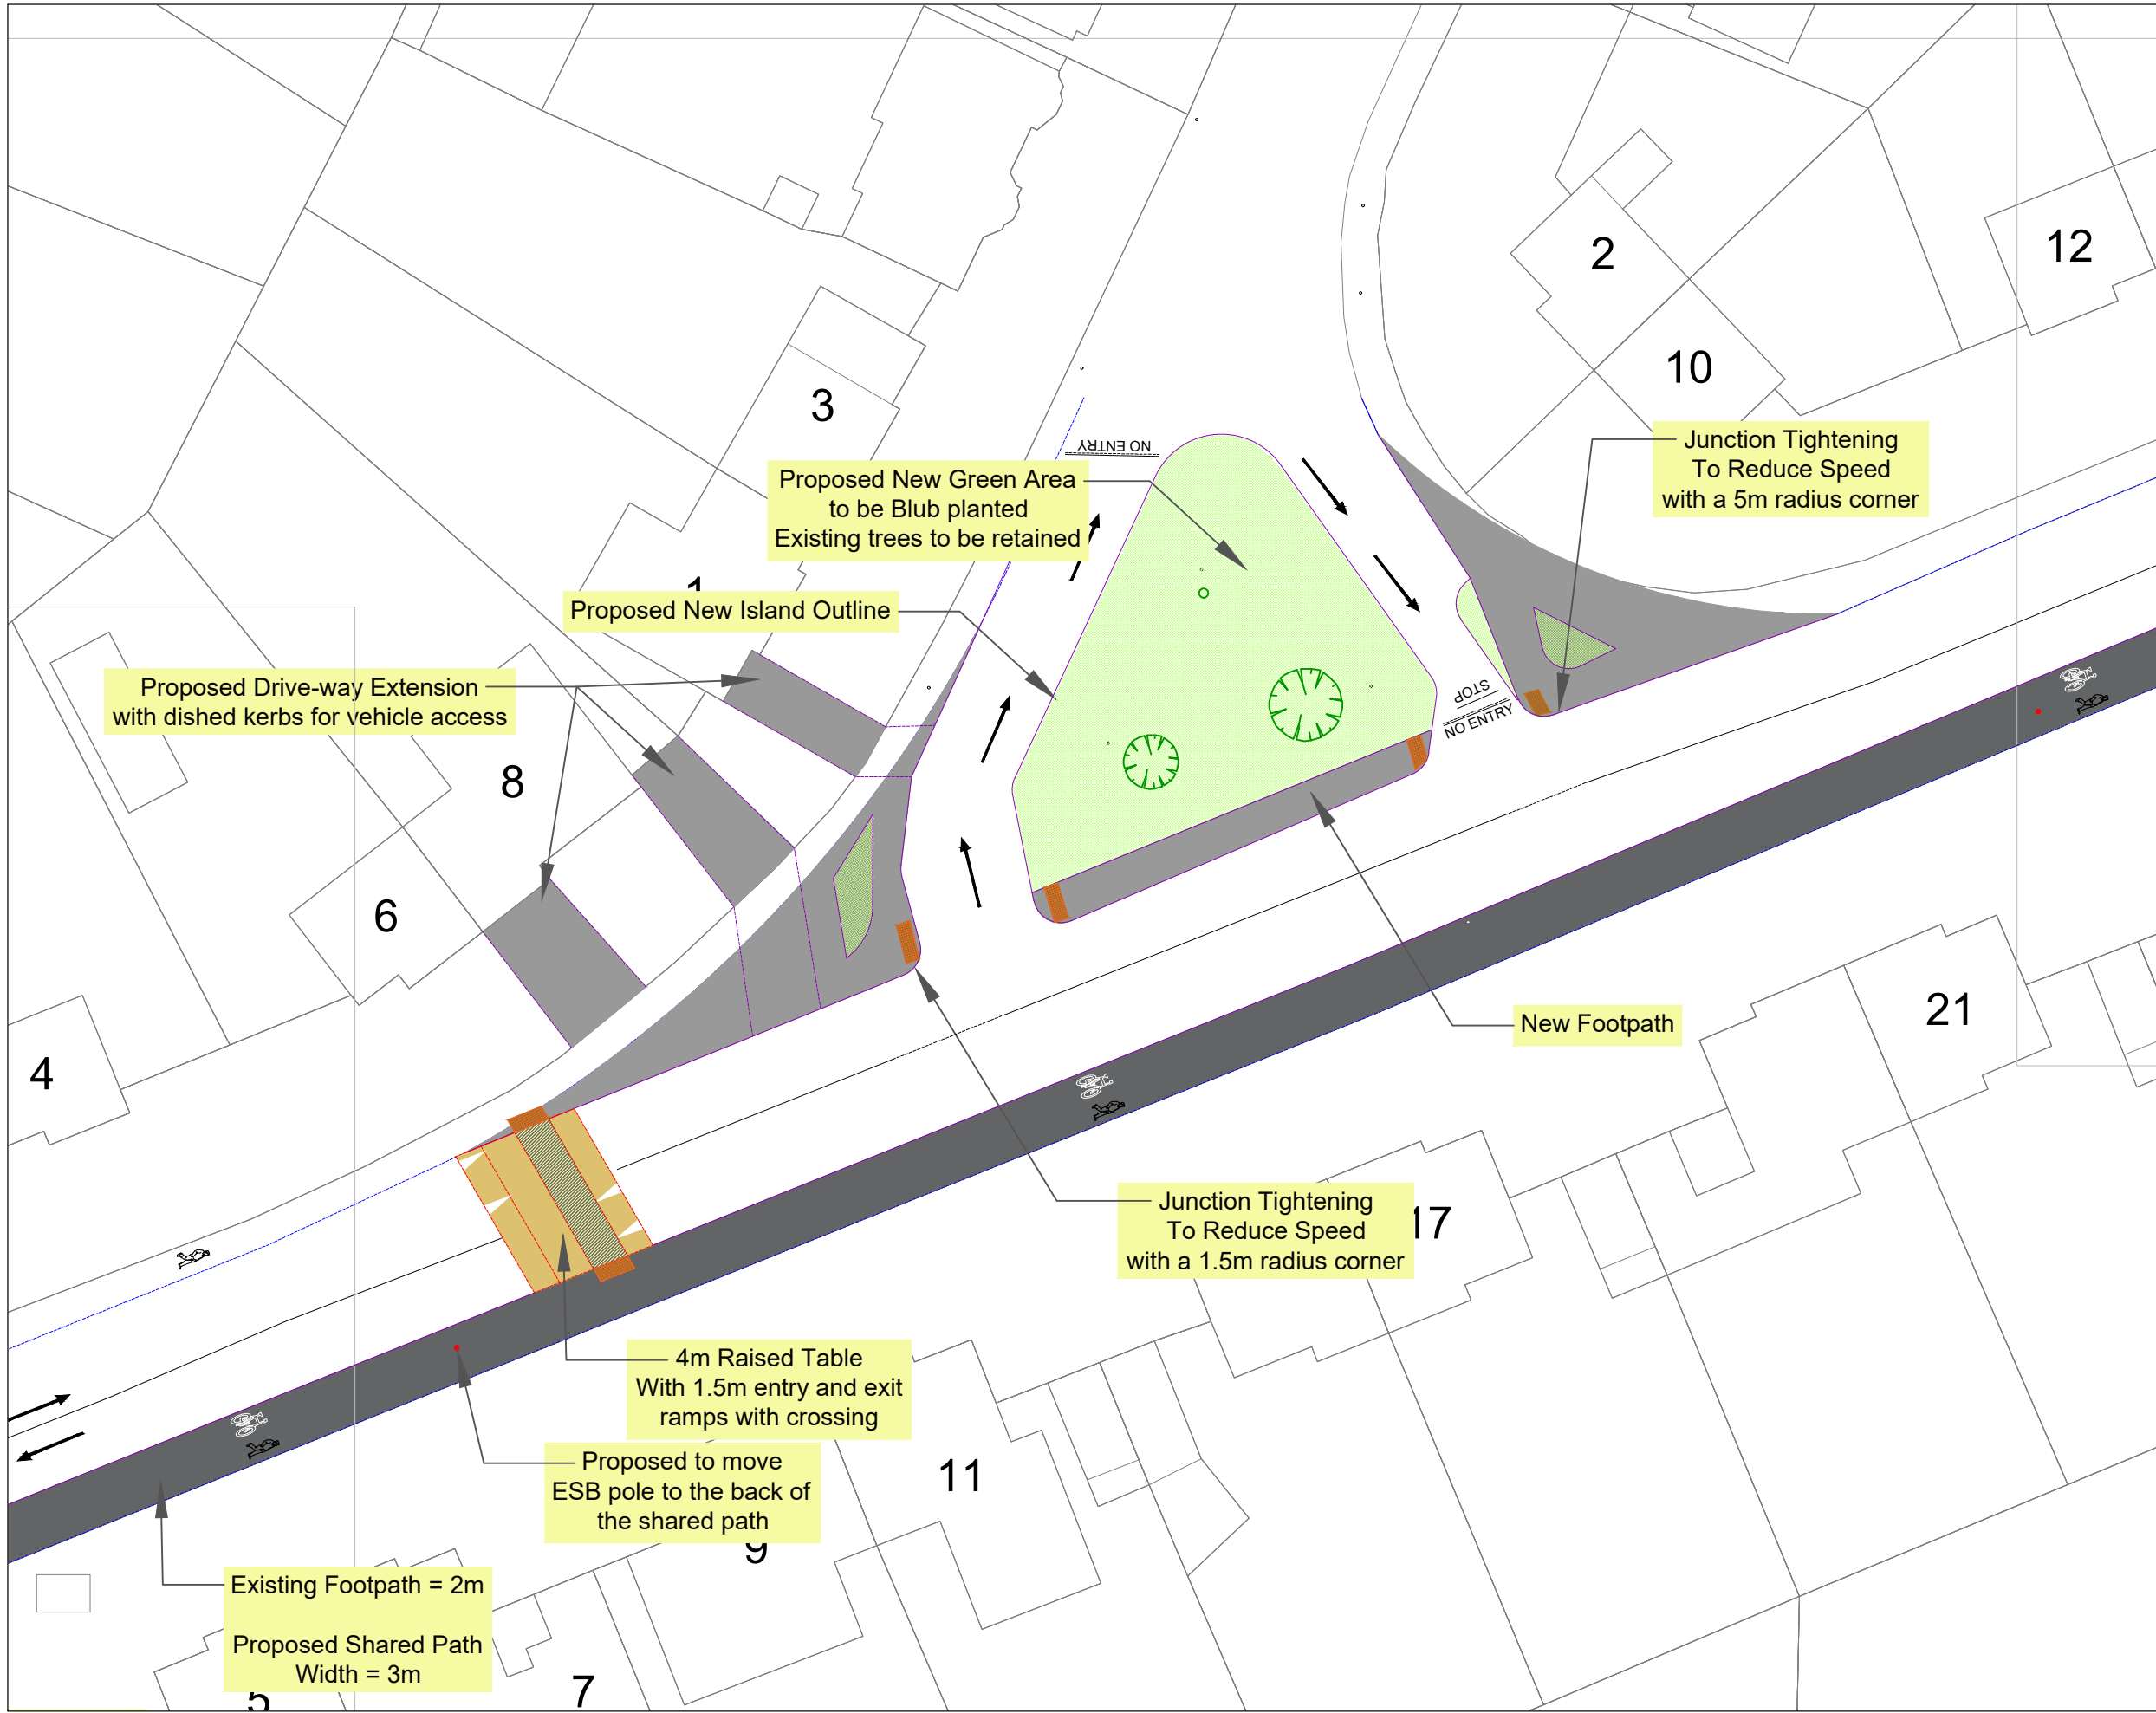 2
12
10
3
NO ENTRY
Junction Tightening
To Reduce Speed
with a 5m radius corner
Proposed New Green Area
to be Blub planted
Existing trees to be retained
1
Proposed New Island Outline
Proposed Drive-way Extension
with dished kerbs for vehicle access
STOP
NO ENTRY
8
6
4
New Footpath
21
Junction Tightening
To Reduce Speed
with a 1.5m radius corner
17
4m Raised Table
With 1.5m entry and exit
ramps with crossing
Proposed to move
ESB pole to the back of
the shared path
11
9
Existing Footpath = 2m
Proposed Shared Path
Width = 3m
5
7